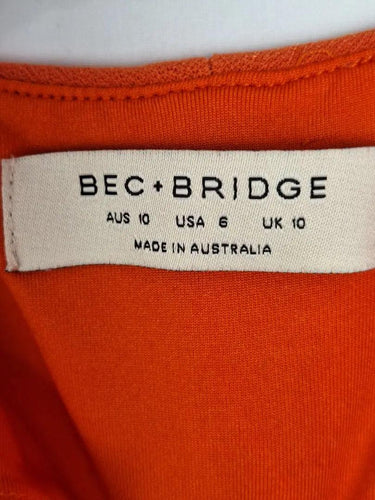 BEC+BRIDGE
AUS 10 USA 6 UK 10
MADE IN AUSTRALIA